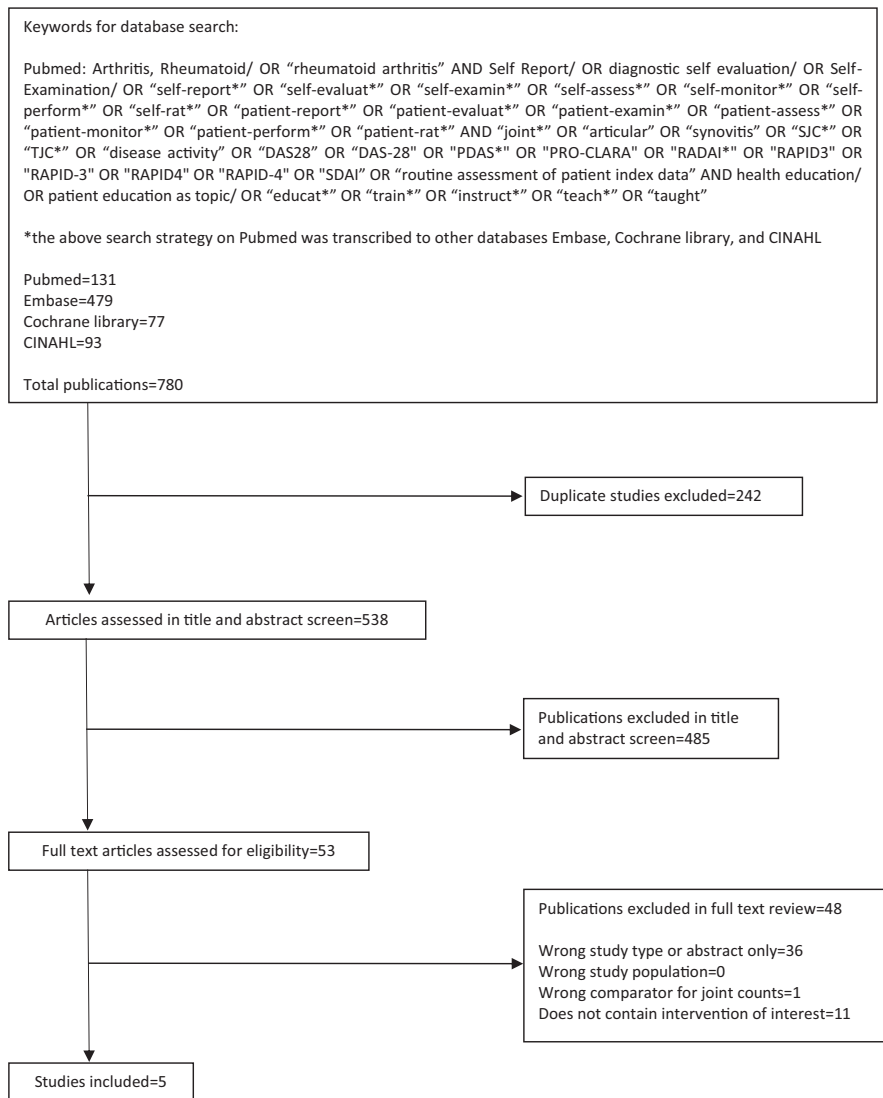 Keywords for database search:
Pubmed: Arthritis, Rheumatoid/ OR “rheumatoid arthritis” AND Self Report/ OR diagnostic self evaluation/ OR Self-
Examination/ OR “self-report*” OR “self-evaluat*” OR “self-examin*” OR “self-assess*” OR “self-monitor*” OR “self-
perform*” OR “self-rat*” OR “patient-report*” OR “patient-evaluat*” OR “patient-examin*” OR “patient-assess*” OR
“patient-monitor*” OR “patient-perform*” OR “patient-rat*” AND “joint*” OR “articular” OR “synovitis” OR “SJC*” OR
“TJC*” OR “disease activity” OR “DAS28” OR “DAS-28” OR "PDAS*" OR "PRO-CLARA" OR "RADAI*" OR "RAPID3" OR
"RAPID-3" OR "RAPID4" OR "RAPID-4" OR "SDAI” OR “routine assessment of patient index data” AND health education/
OR patient education as topic/ OR “educat*” OR “train*” OR “instruct*” OR “teach*” OR “taught”
*the above search strategy on Pubmed was transcribed to other databases Embase, Cochrane library, and CINAHL
Pubmed=131
Embase=479
Cochrane library=77
CINAHL=93
Total publications=780
Duplicate studies excluded=242
Articles assessed in title and abstract screen=538
Publications excluded in title
and abstract screen=485
Full text articles assessed for eligibility=53
Publications excluded in full text review=48
Wrong study type or abstract only=36
Wrong study population=0
Wrong comparator for joint counts=1
Does not contain intervention of interest=11
Studies included=5